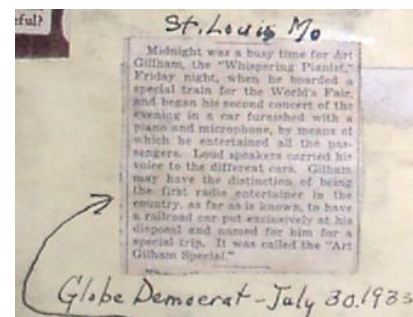 eful?
St. Louis Mo
Midnight was a busy time for Art
Gillham, the "Whispering Pianist,"
Friday night, when he boarded a
special train for the World's Fair,
and began his second concert of the
evening in a car furnished with a
piano and microphone, by means of
which he entertained all the pas-
sengers. Loud speakers carried his
voice to the different cars. Gillham
may have the distinction of being
the first radio entertainer in the
country, as far as is known, to have
a railroad car put exclusively at his
disposal and named for him for a
special trip. It was called the "Art
Gillham Special."
Globe Democrat - July 30. 1933